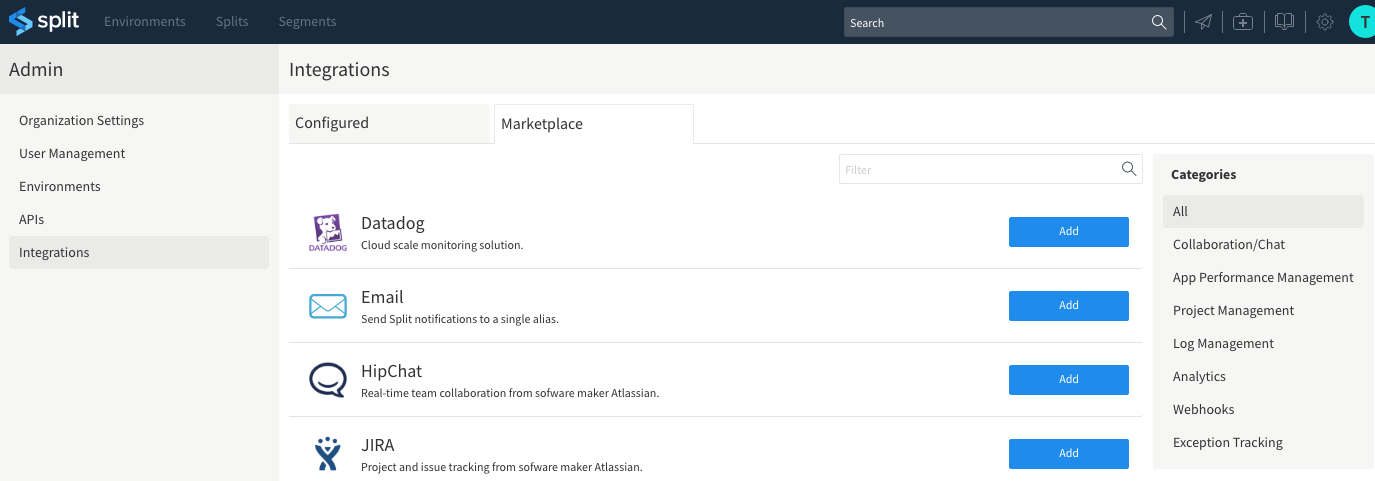 split Environments Splits Segments Search T
Admin
Integrations
Organization Settings
User Management
Environments
APIs
Integrations
Configured Marketplace
Filter
DATADOG
Datadog
Cloud scale monitoring solution.
Add
Email
Send Split notifications to a single alias.
Add
HipChat
Real-time team collaboration from sofware maker Atlassian.
Add
JIRA
Project and issue tracking from sofware maker Atlassian.
Add
Categories
All
Collaboration/Chat
App Performance Management
Project Management
Log Management
Analytics
Webhooks
Exception Tracking